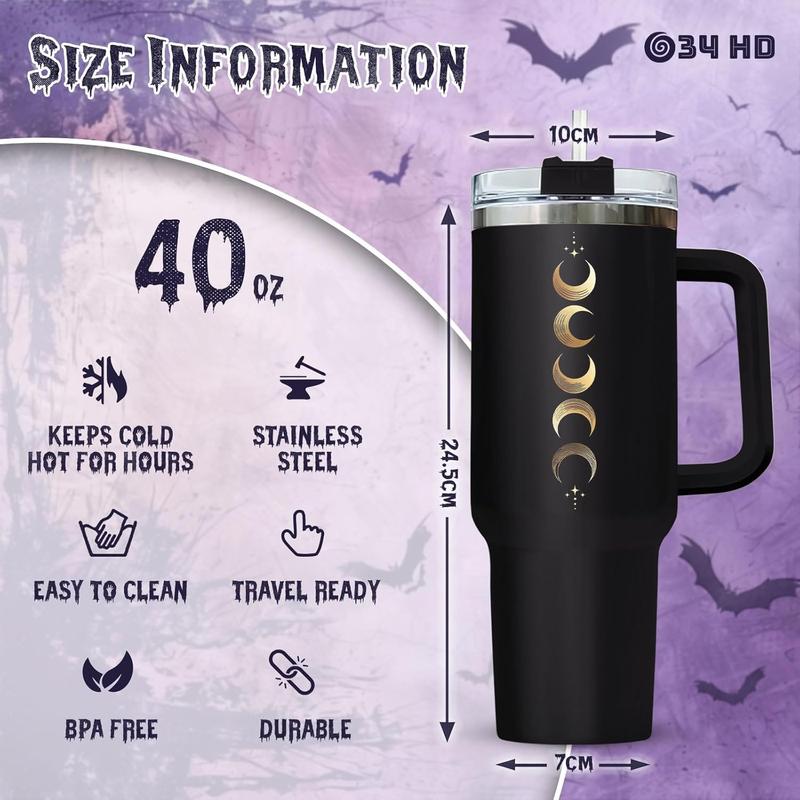 Size Information
34 HD
10cm
40 oz
KEEPS COLD
HOT FOR HOURS
STAINLESS
STEEL
24.5cm
EASY TO CLEAN
TRAVEL READY
BPA FREE
DURABLE
7cm